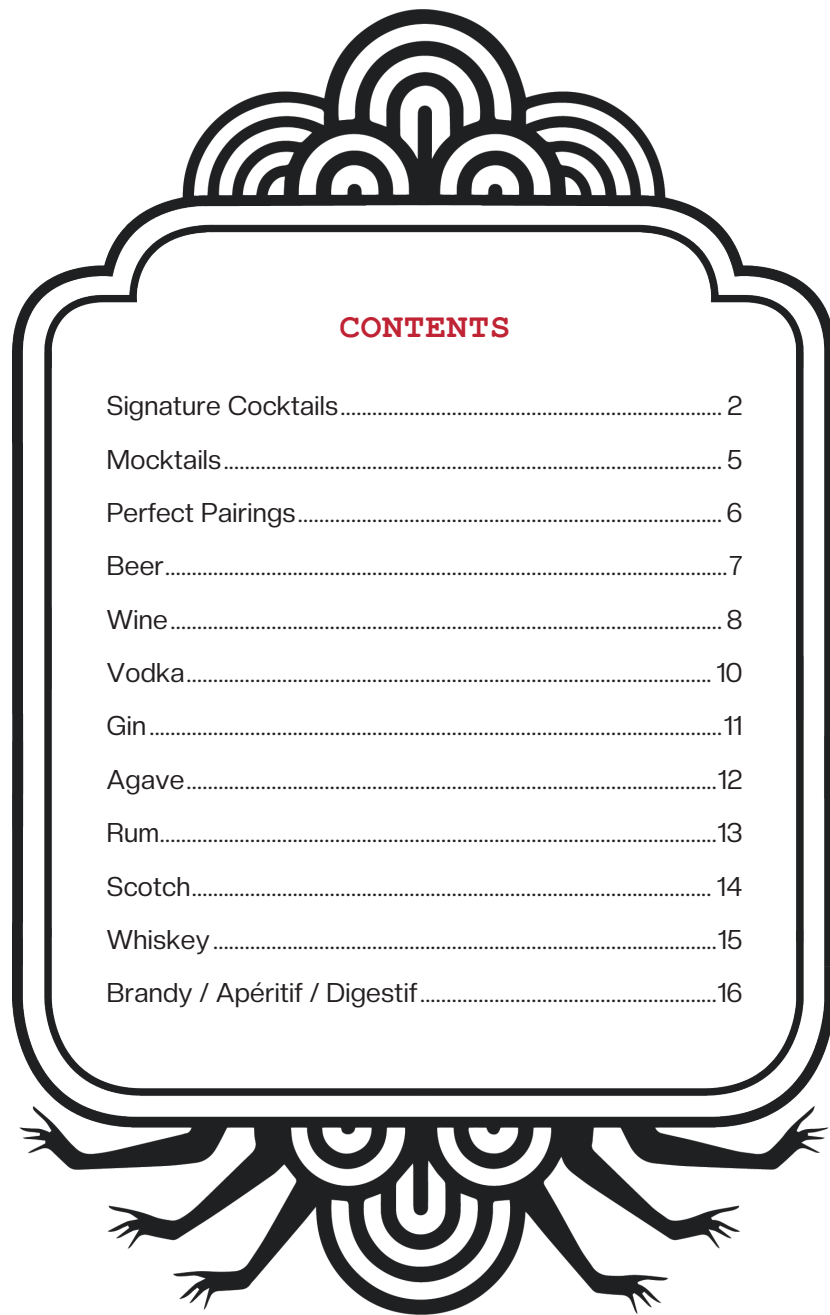 CONTENTS
Signature Cocktails.......... 2
Mocktails.......... 5
Perfect Pairings.......... 6
Beer..........7
Wine.......... 8
Vodka.......... 10
Gin..........11
Agave..........12
Rum..........13
Scotch.......... 14
Whiskey..........15
Brandy / Apéritif / Digestif..........16